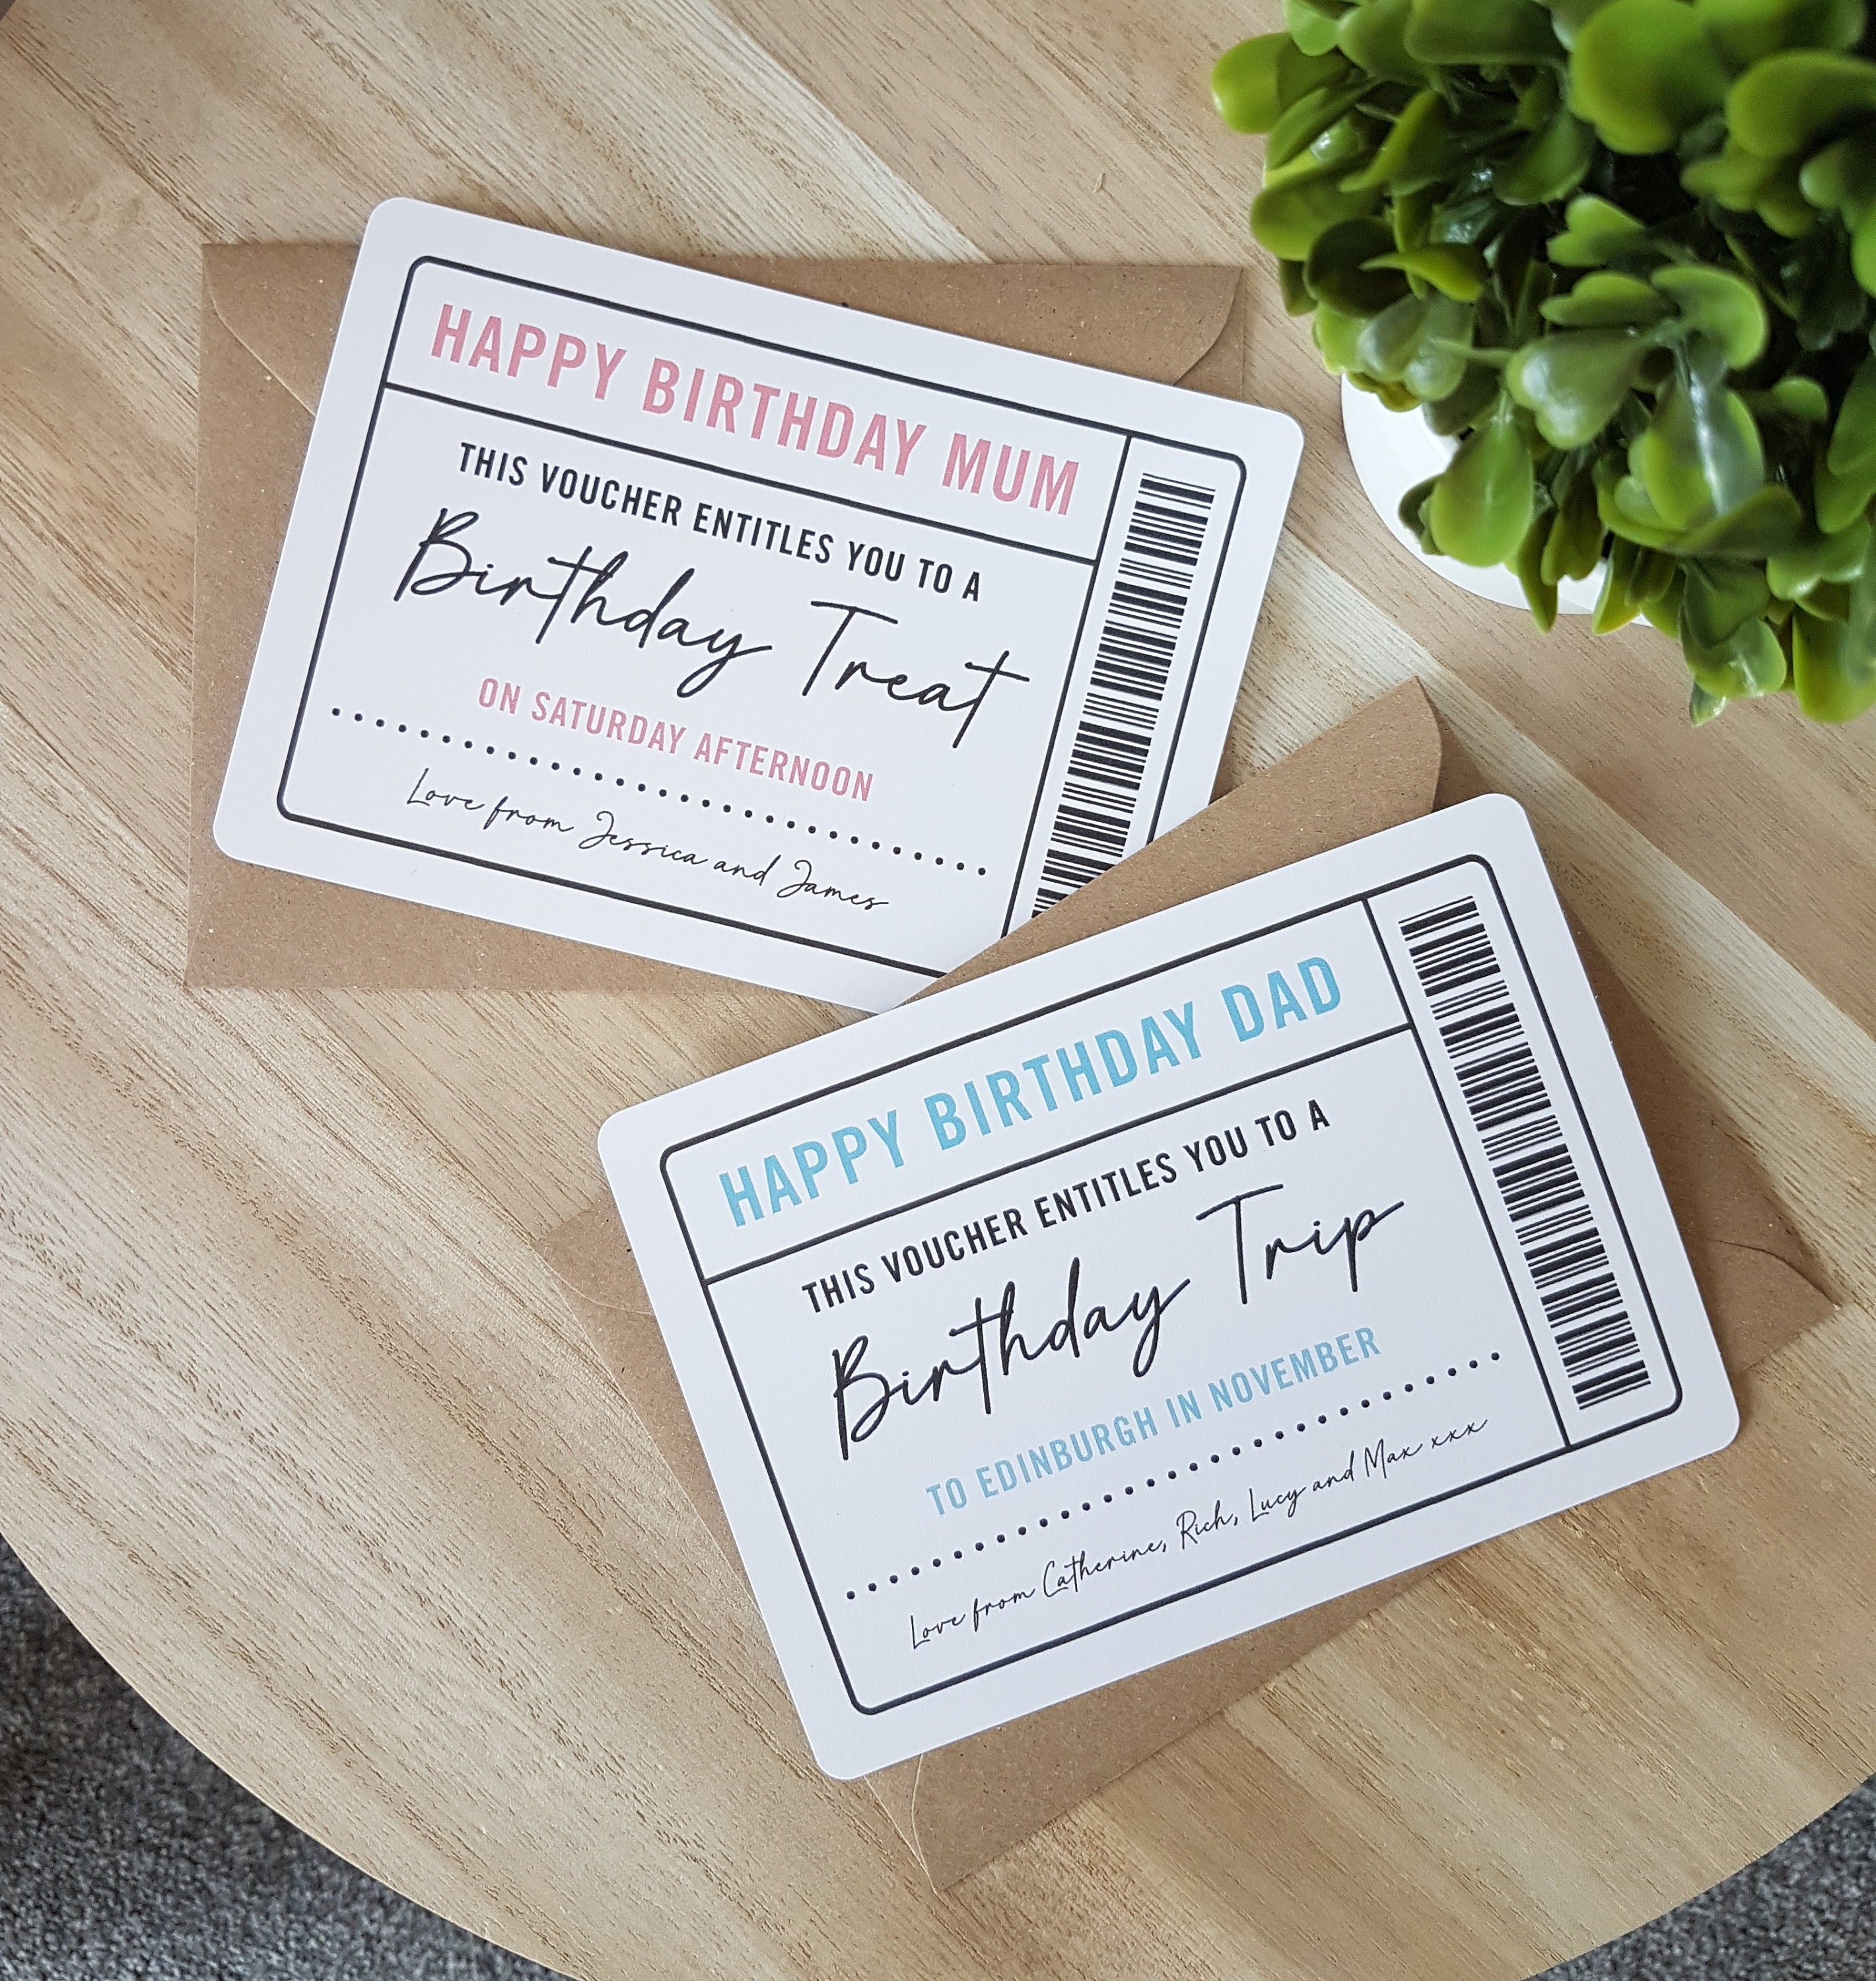 HAPPY BIRTHDAY MUM
THIS VOUCHER ENTITLES YOU TO A
Birthday Treat
ON SATURDAY AFTERNOON
Love from Jessica and James
HAPPY BIRTHDAY DAD
THIS VOUCHER ENTITLES YOU TO A
Birthday Trip
TO EDINBURGH IN NOVEMBER
Love from Catherine, Rich, Lucy and Max xxx